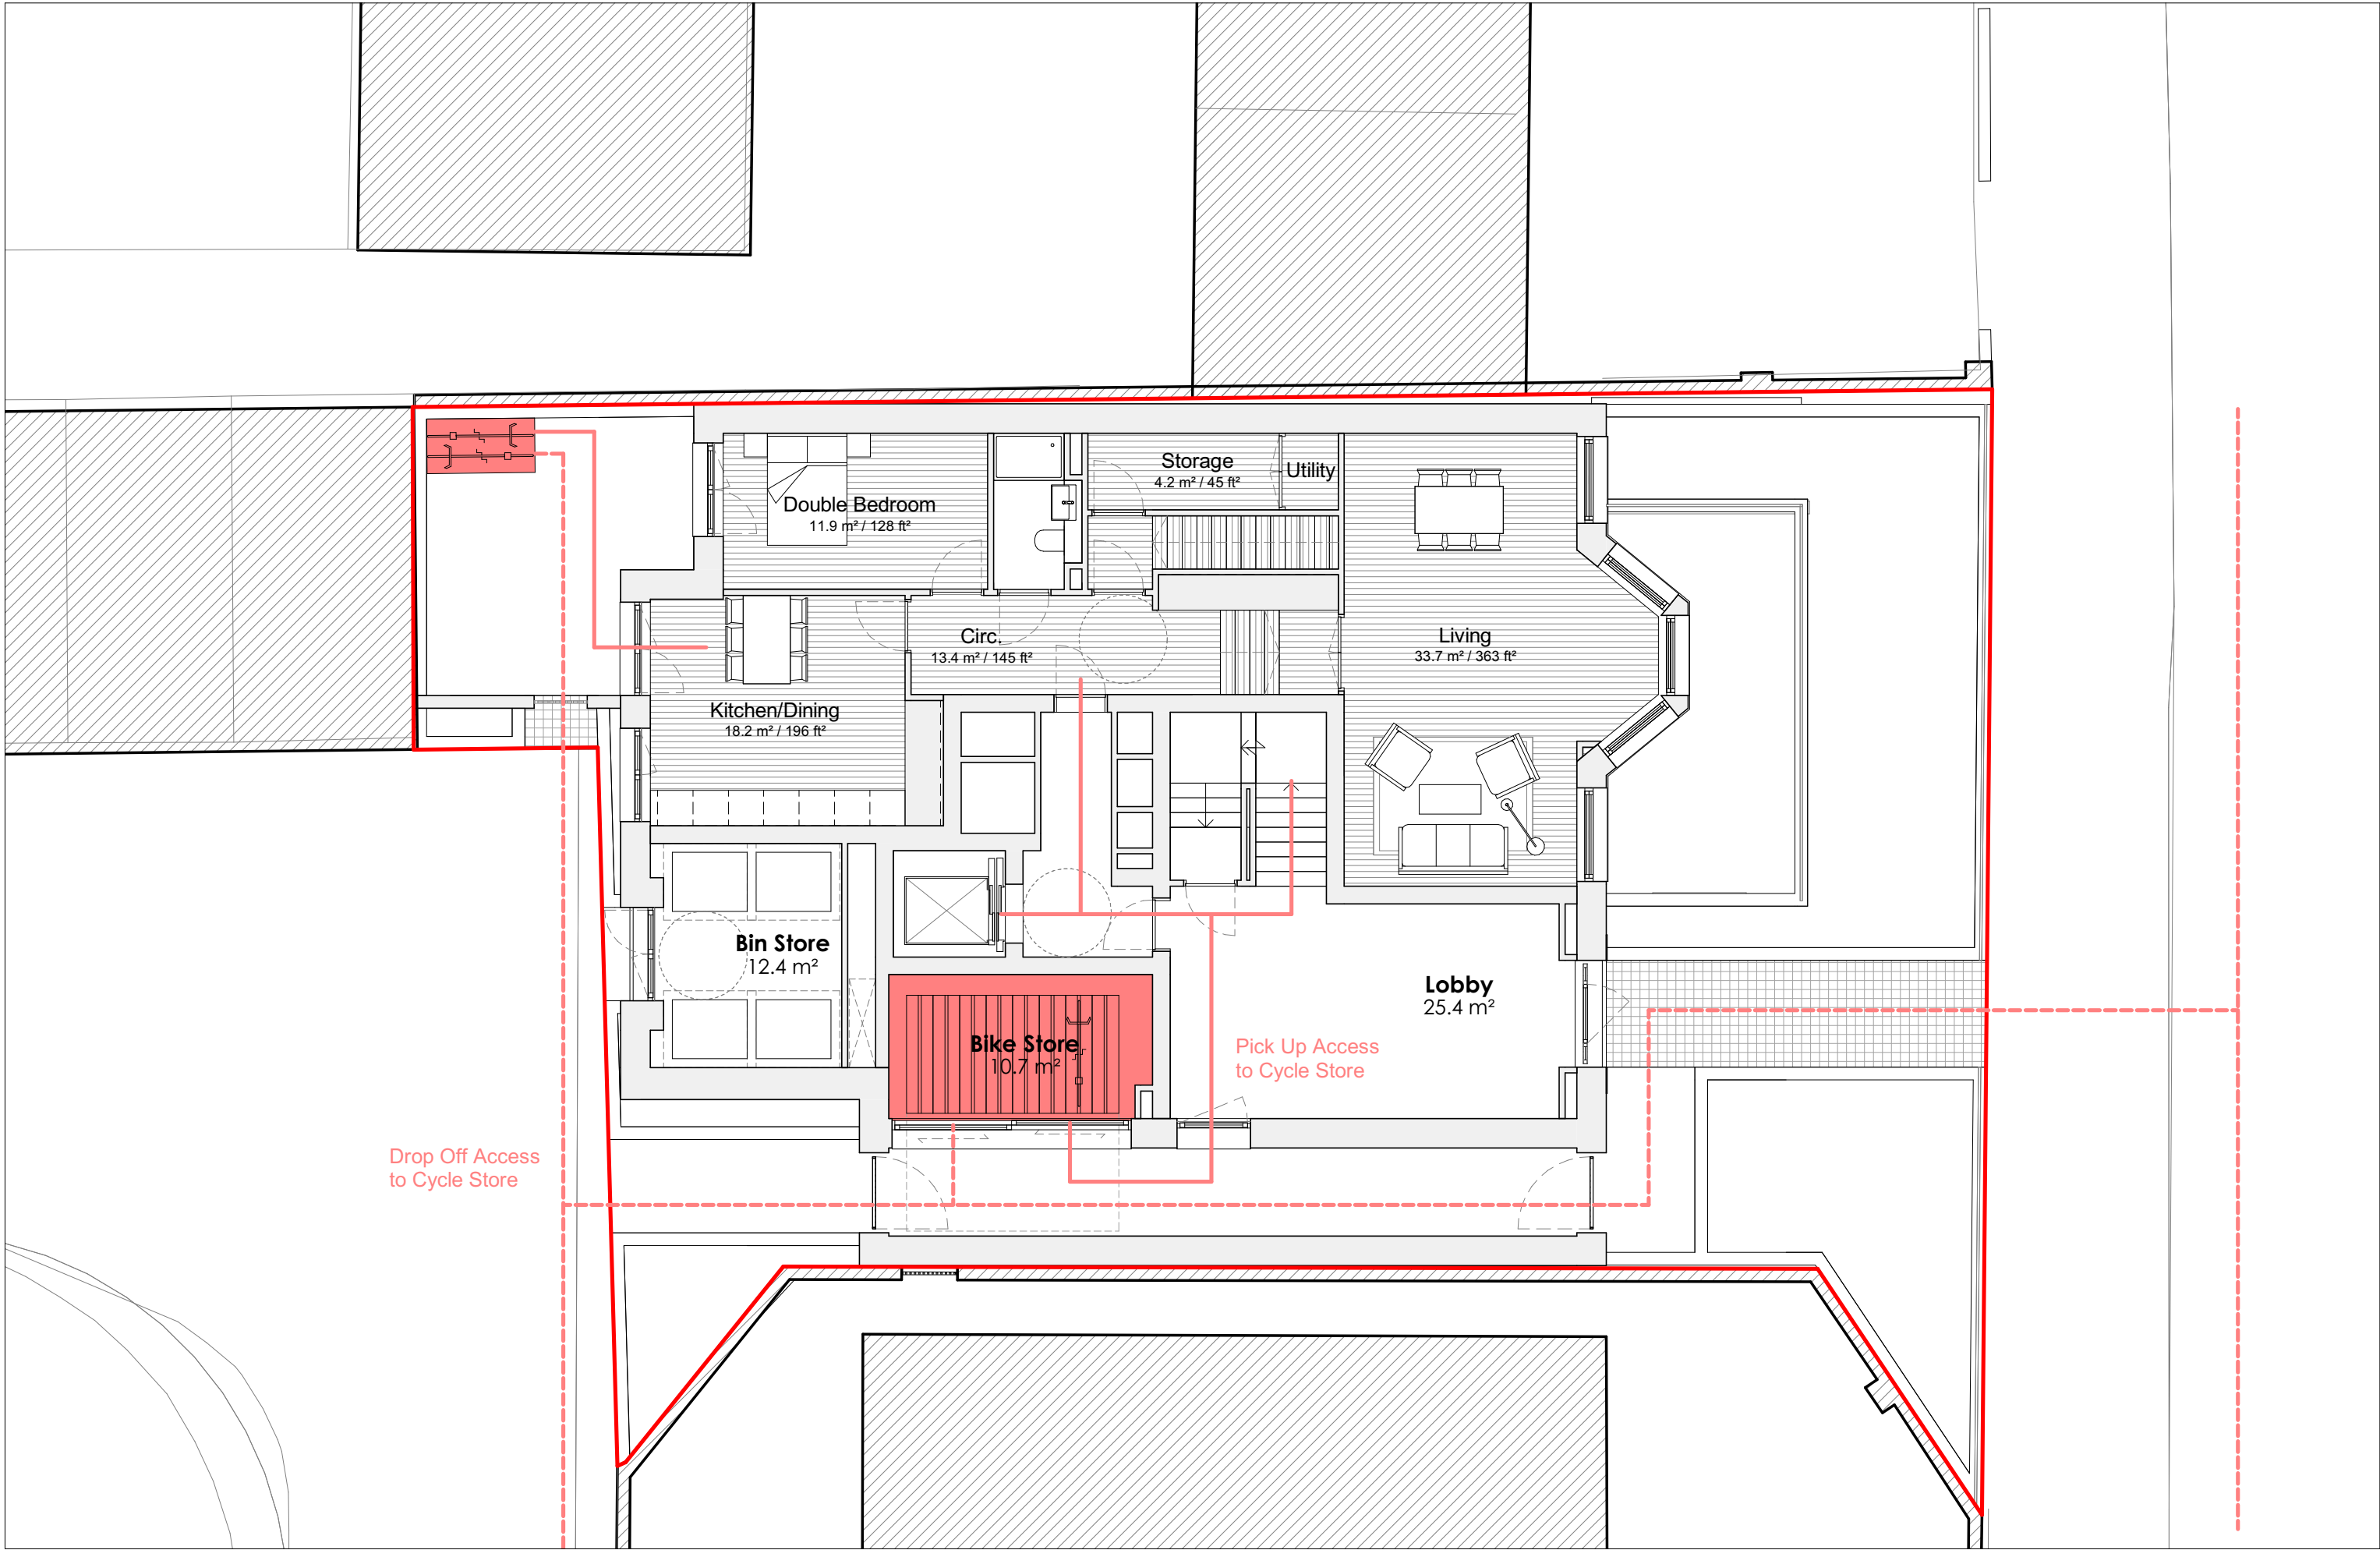 Storage
4.2 m² / 45 ft²
Utility
Double Bedroom
11.9 m² / 128 ft²
Circ.
13.4 m² / 145 ft²
Living
33.7 m² / 363 ft²
Kitchen/Dining
18.2 m² / 196 ft²
Bin Store
12.4 m²
Lobby
25.4 m²
Bike Store
10.7 m²
Pick Up Access
to Cycle Store
Drop Off Access
to Cycle Store